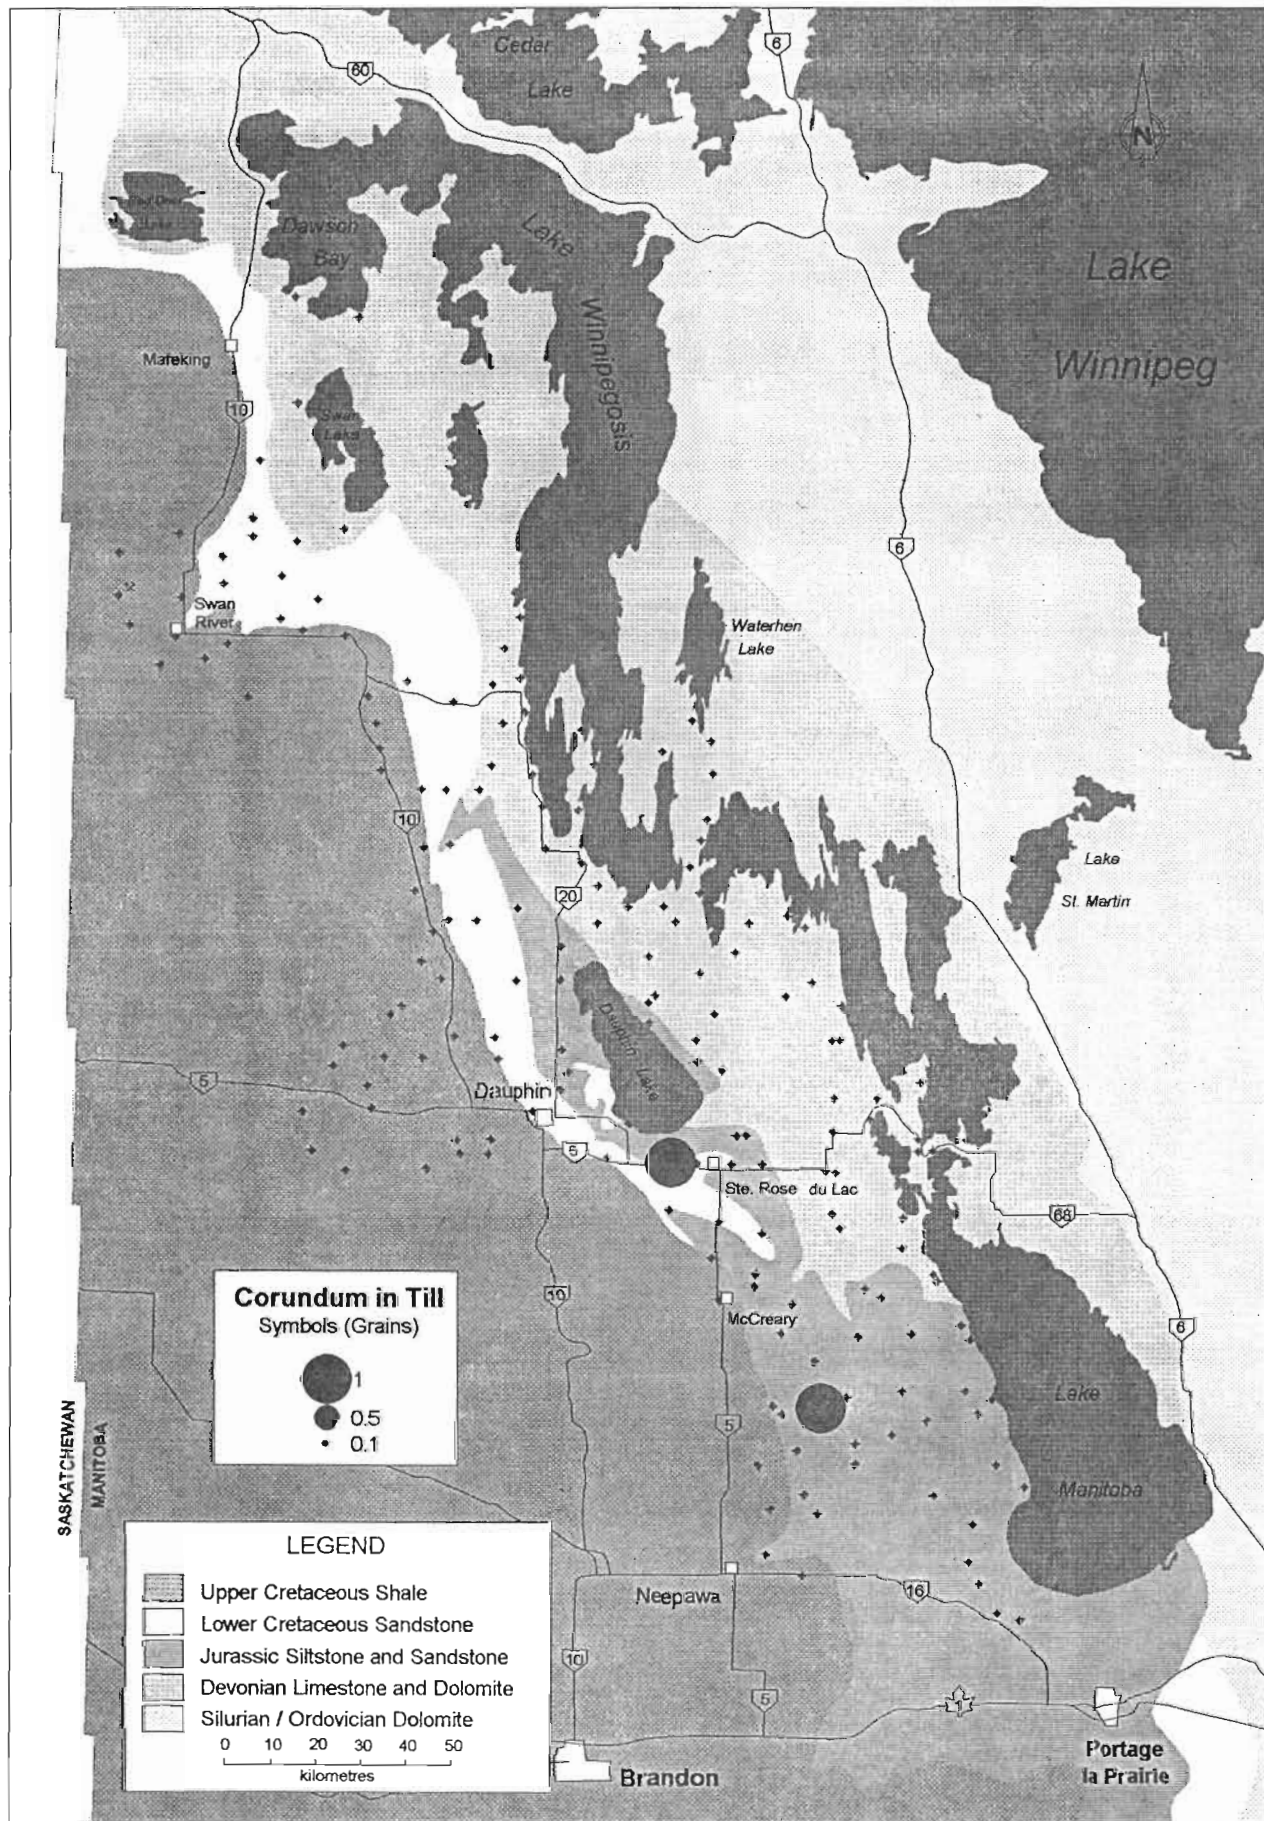 Cedar
Lake
6
60
N
Red Deer
Lake
Dawson
Bay
Lake
Winnipegosis
Lake
Winnipeg
Mafeking
10
Swan
Lake
6
Swan
River
Waterhen
Lake
10
Lake
St. Martin
20
Dauphin Lake
5
Dauphin
5
Ste. Rose du Lac
68
10
McCreary
6
Corundum in Till
Symbols (Grains)
1
0.5
0.1
Lake
Manitoba
5
SASKATCHEWAN
MANITOBA
LEGEND
Upper Cretaceous Shale
Lower Cretaceous Sandstone
Jurassic Siltstone and Sandstone
Devonian Limestone and Dolomite
Silurian / Ordovician Dolomite
0 10 20 30 40 50
kilometres
Neepawa
16
10
5
1
Brandon
Portage
la Prairie